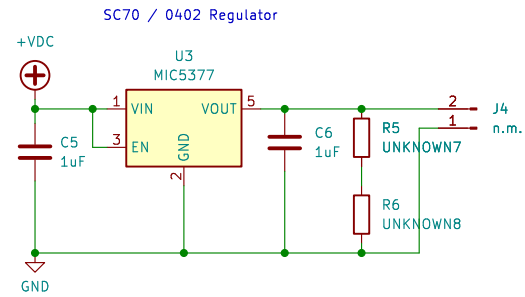 SC70 / 0402 Regulator
+VDC
U3
MIC5377
1
VIN
VOUT
5
3
EN
GND
2
C5
1uF
C6
1uF
R5
UNKNOWN7
R6
UNKNOWN8
2
1
J4
n.m.
GND